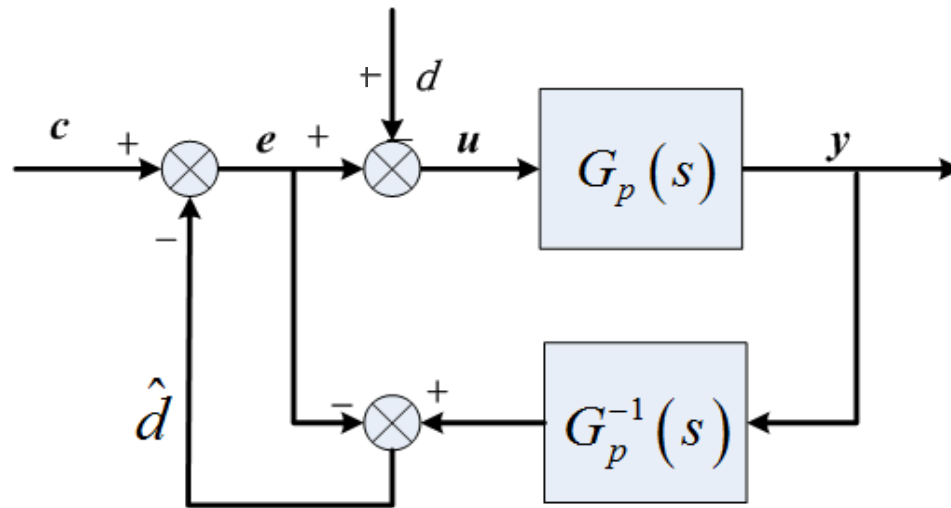 +
d
c
+
e
+
−
u
G_p(s)
y
−
d̂
−
+
G_p^{-1}(s)